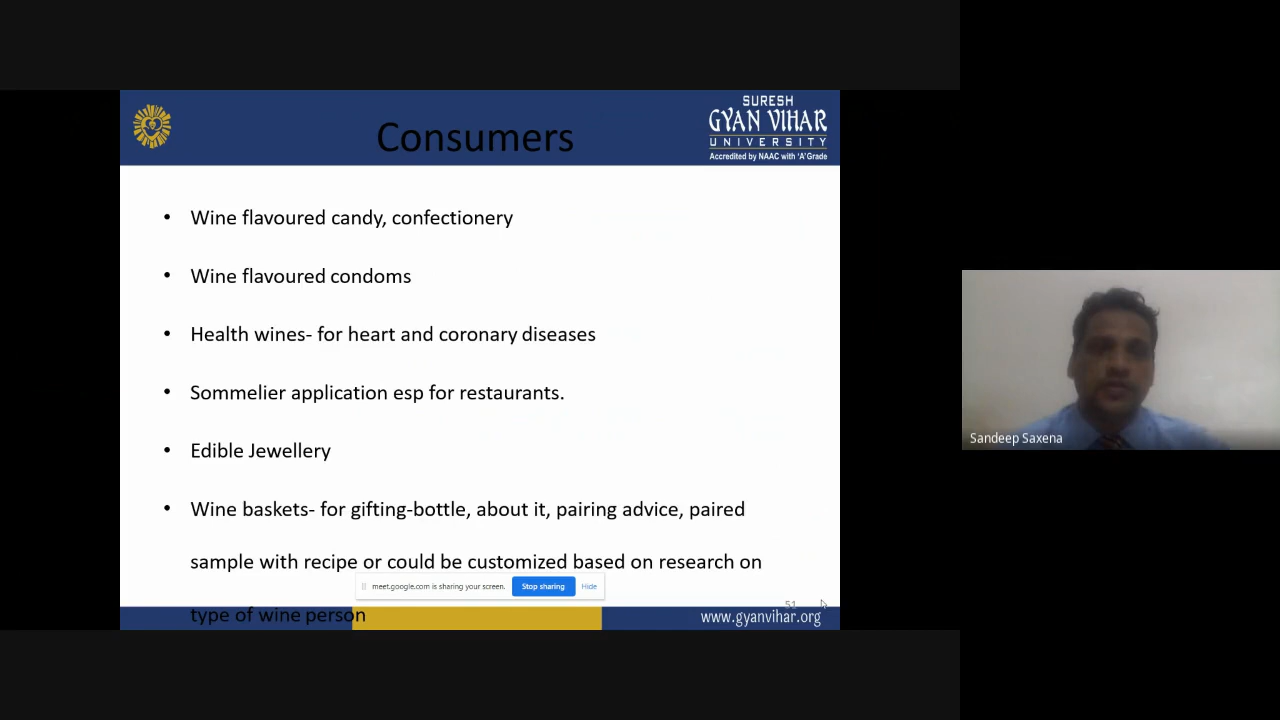 SURESH
GYAN VIHAR
UNIVERSITY
Accredited by NAAC with 'A' Grade
Consumers
• Wine flavoured candy, confectionery
• Wine flavoured condoms
• Health wines- for heart and coronary diseases
• Sommelier application esp for restaurants.
• Edible Jewellery
• Wine baskets- for gifting-bottle, about it, pairing advice, paired
sample with recipe or could be customized based on research on
type of wine person
meet.google.com is sharing your screen. Stop sharing Hide
51
www.gyanvihar.org
Sandeep Saxena